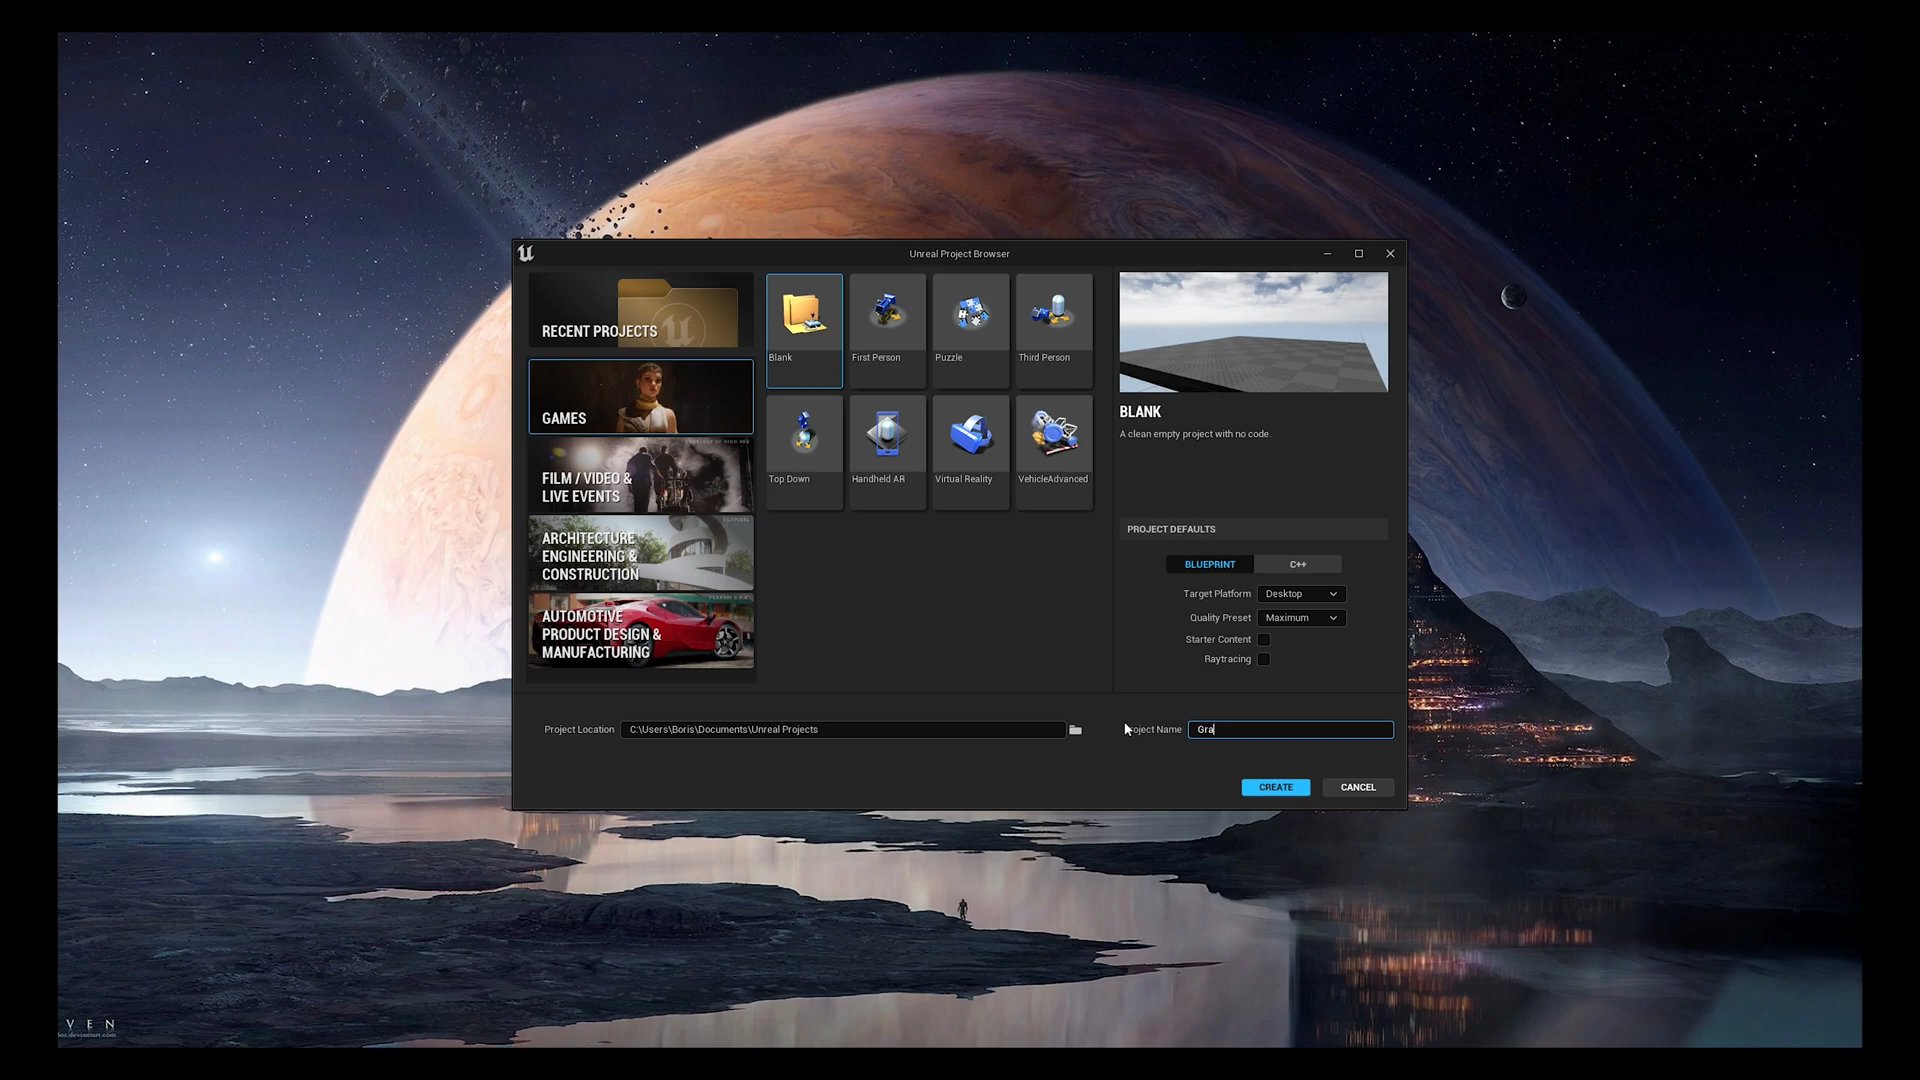 Unreal Project Browser
RECENT PROJECTS
GAMES
FILM / VIDEO &
LIVE EVENTS
ARCHITECTURE
ENGINEERING &
CONSTRUCTION
AUTOMOTIVE
PRODUCT DESIGN &
MANUFACTURING
Blank
First Person
Puzzle
Third Person
Top Down
Handheld AR
Virtual Reality
VehicleAdvanced
BLANK
A clean empty project with no code.
PROJECT DEFAULTS
BLUEPRINT
C++
Target Platform
Desktop
Quality Preset
Maximum
Starter Content
Raytracing
Project Location
C:\Users\Boris\Documents\Unreal Projects
oject Name
Gra
CREATE
CANCEL
V E N